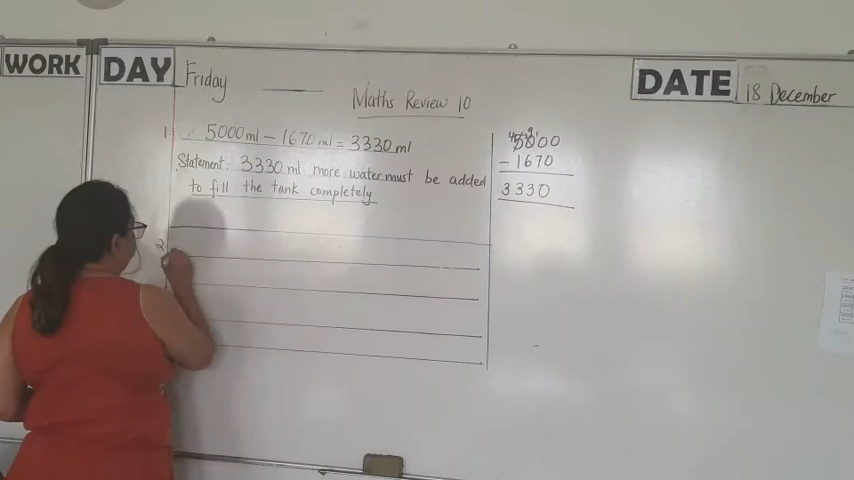 WORK
DAY Friday
DATE 18 December
Maths Review 10
1. 5000 ml - 1670 ml = 3330 ml
Statement: 3330 ml more water must be added
to fill the tank completely
5000
- 1670
3330
2.